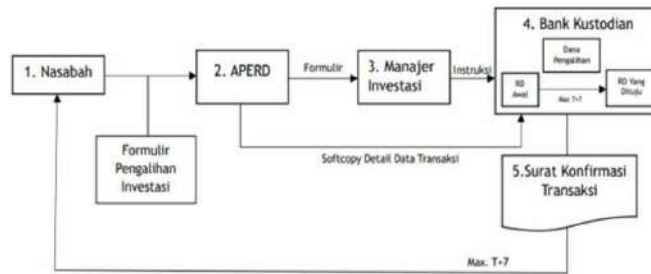 4. Bank Kustodian
Dana
Pengalihan
1. Nasabah
2. APERD
Formulir
3. Manajer
Investasi
Instruksi
RD
Awal
Max T+7
RD Yang
Dituju
Formulir
Pengalihan
Investasi
Softcopy Detail Data Transaksi
5.Surat Konfirmasi
Transaksi
Max. T+7